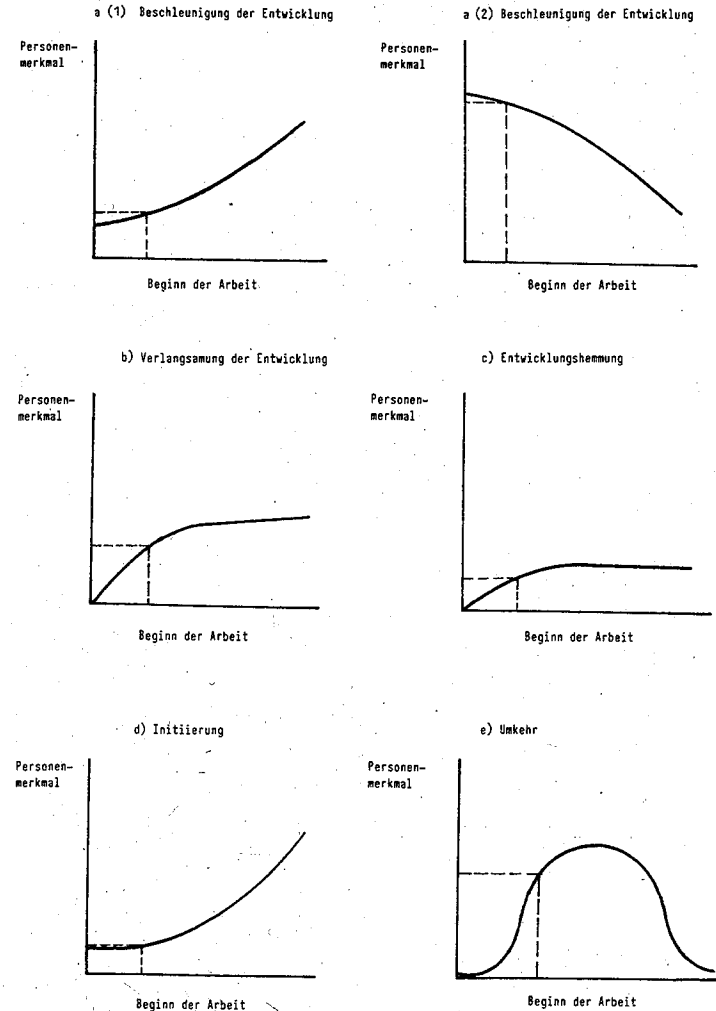 a (1) Beschleunigung der Entwicklung
Personen-
merkmal
Beginn der Arbeit
a (2) Beschleunigung der Entwicklung
Personen-
merkmal
Beginn der Arbeit
b) Verlangsamung der Entwicklung
Personen-
merkmal
Beginn der Arbeit
c) Entwicklungshemmung
Personen-
merkmal
Beginn der Arbeit
d) Initiierung
Personen-
merkmal
Beginn der Arbeit
e) Umkehr
Personen-
merkmal
Beginn der Arbeit